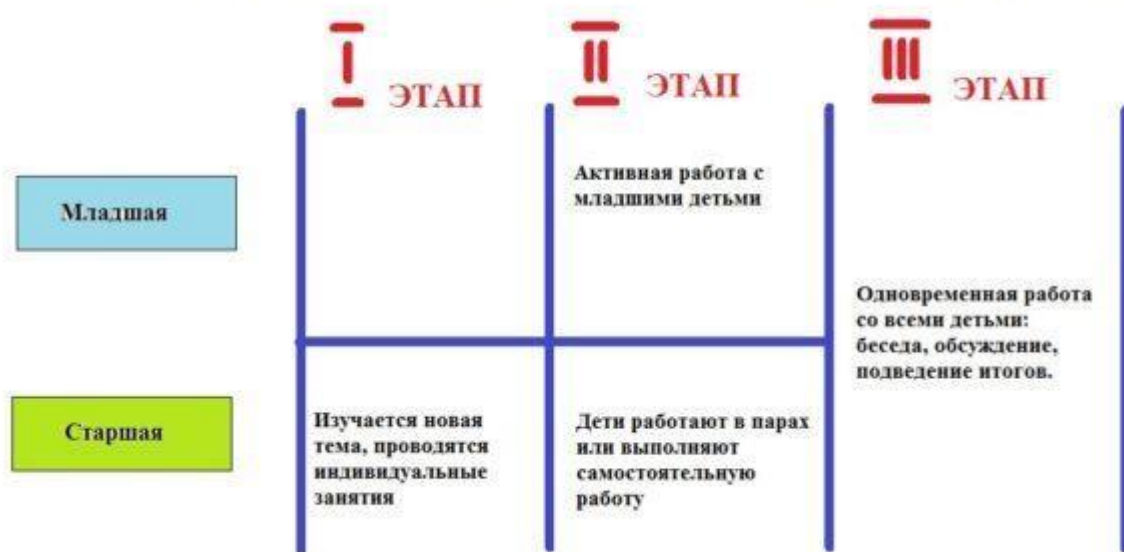 I ЭТАП
II ЭТАП
III ЭТАП
Младшая
Активная работа с
младшими детьми
Одновременная работа
со всеми детьми:
беседа, обсуждение,
подведение итогов.
Старшая
Изучается новая
тема, проводятся
индивидуальные
занятия
Дети работают в парах
или выполняют
самостоятельную
работу